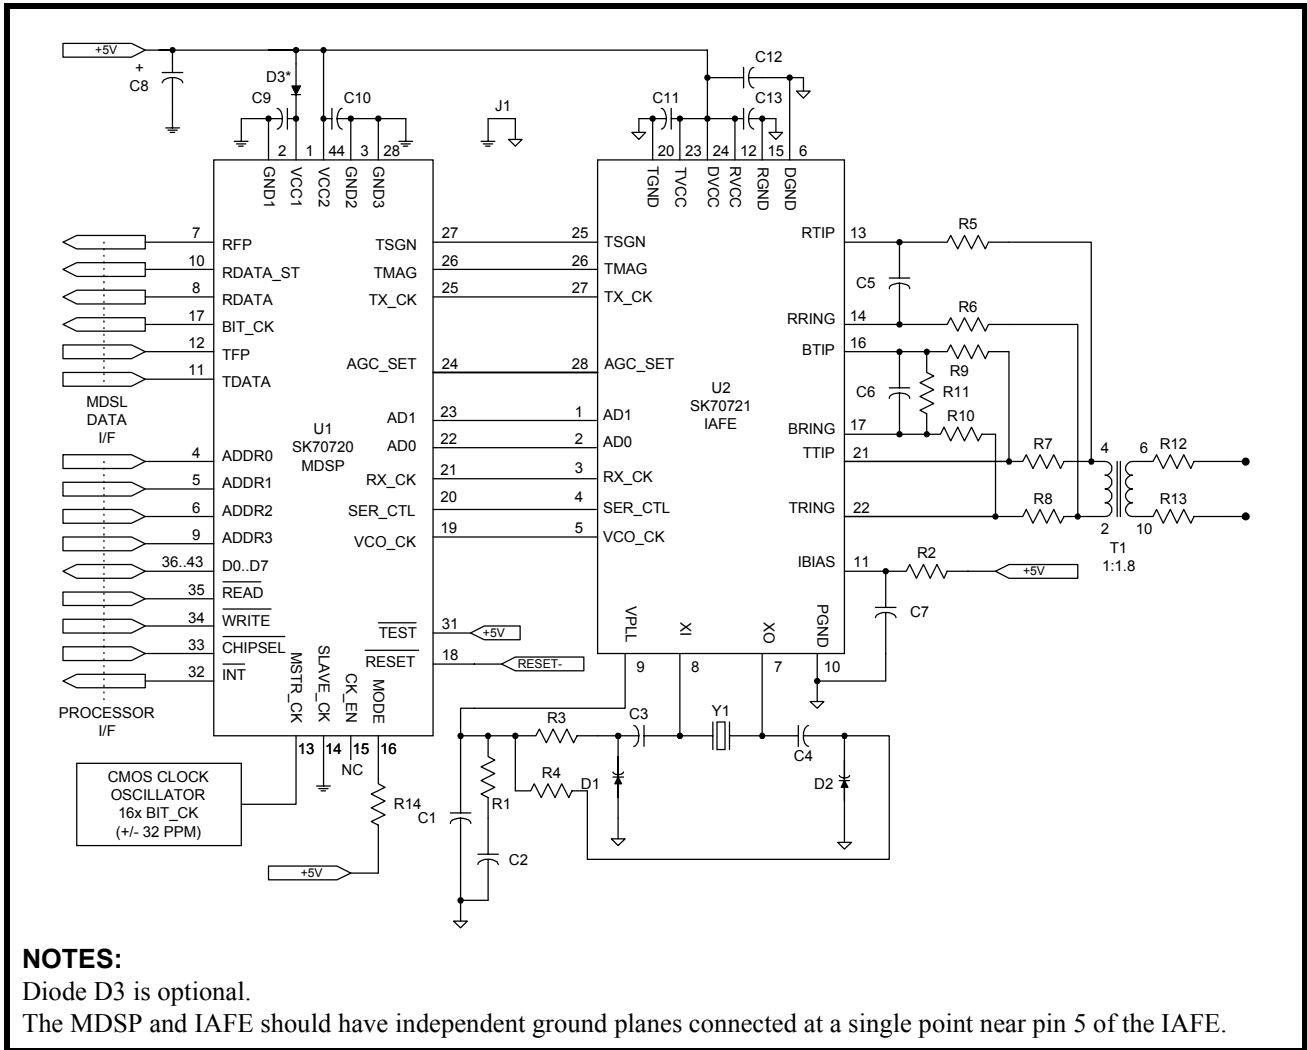 +5V
+
C8
D3*
C9
C10
J1
C11
C12
C13
2 1 44 3 28
GND1 VCC1 VCC2 GND2 GND3
20 23 24 12 15 6
TGND TVCC DVCC RVCC RGND DGND
7 RFP
10 RDATA_ST
8 RDATA
17 BIT_CK
12 TFP
11 TDATA
MDSL
DATA
I/F
4 ADDR0
5 ADDR1
6 ADDR2
9 ADDR3
36..43 D0..D7
35 READ
34 WRITE
33 CHIPSEL
32 INT
PROCESSOR
I/F
U1
SK70720
MDSP
TSGN 27
TMAG 26
TX_CK 25
AGC_SET 24
AD1 23
AD0 22
RX_CK 21
SER_CTL 20
VCO_CK 19
TEST 31 +5V
RESET 18 RESET-
MSTR_CK SLAVE_CK CK_EN MODE
13 14 15 16
NC
CMOS CLOCK
OSCILLATOR
16x BIT_CK
(+/- 32 PPM)
R14
+5V
25 TSGN
26 TMAG
27 TX_CK
28 AGC_SET
1 AD1
2 AD0
3 RX_CK
4 SER_CTL
5 VCO_CK
U2
SK70721
IAFE
RTIP 13
RRING 14
BTIP 16
BRING 17
TTIP 21
TRING 22
IBIAS 11
VPLL XI XO PGND
9 8 7 10
R5
C5
R6
R9
C6
R11
R10
R7
R8
4 6
2 10
T1
1:1.8
R12
R13
R2
+5V
C7
R3
C3
Y1
C4
R4
D1
D2
R1
C1
C2
NOTES:
Diode D3 is optional.
The MDSP and IAFE should have independent ground planes connected at a single point near pin 5 of the IAFE.